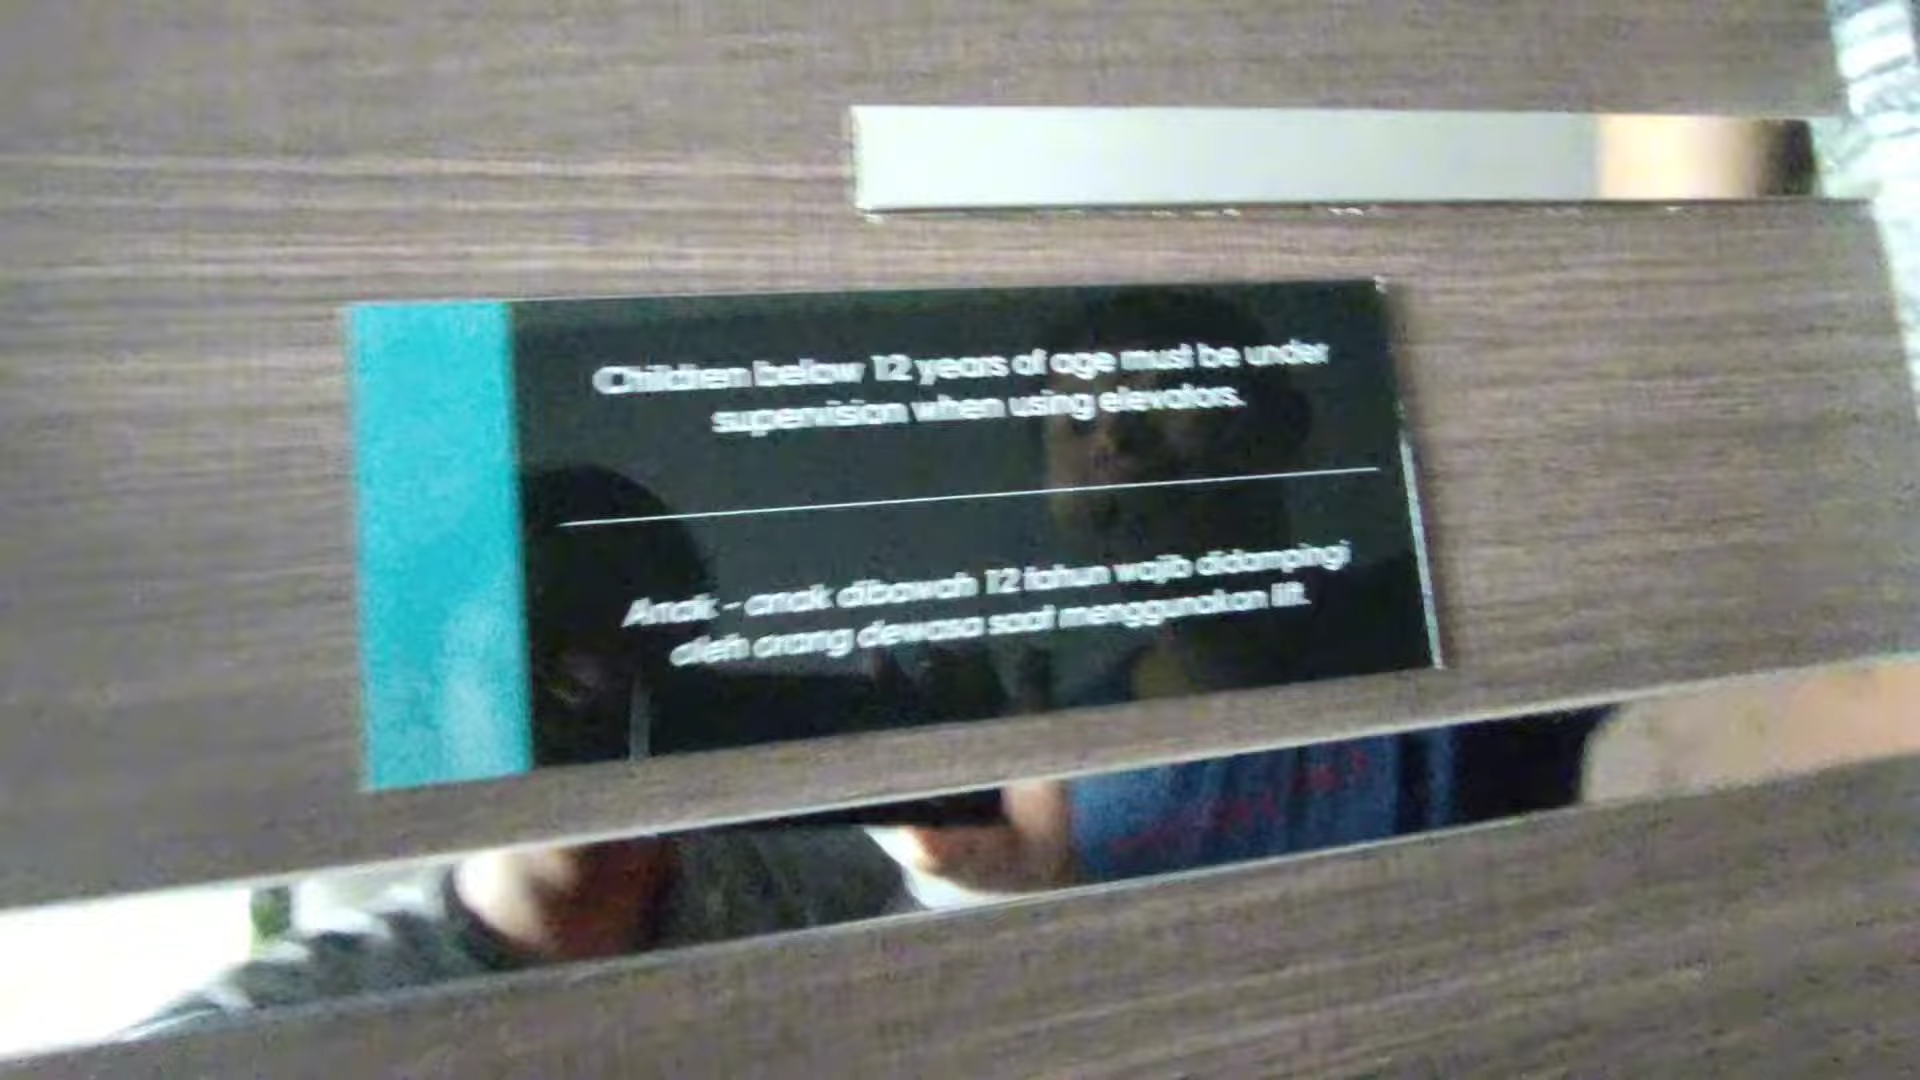 Children below 12 years of age must be under
supervision when using elevators.
Anak - anak dibawah 12 tahun wajib didampingi
oleh orang dewasa saat menggunakan lift.